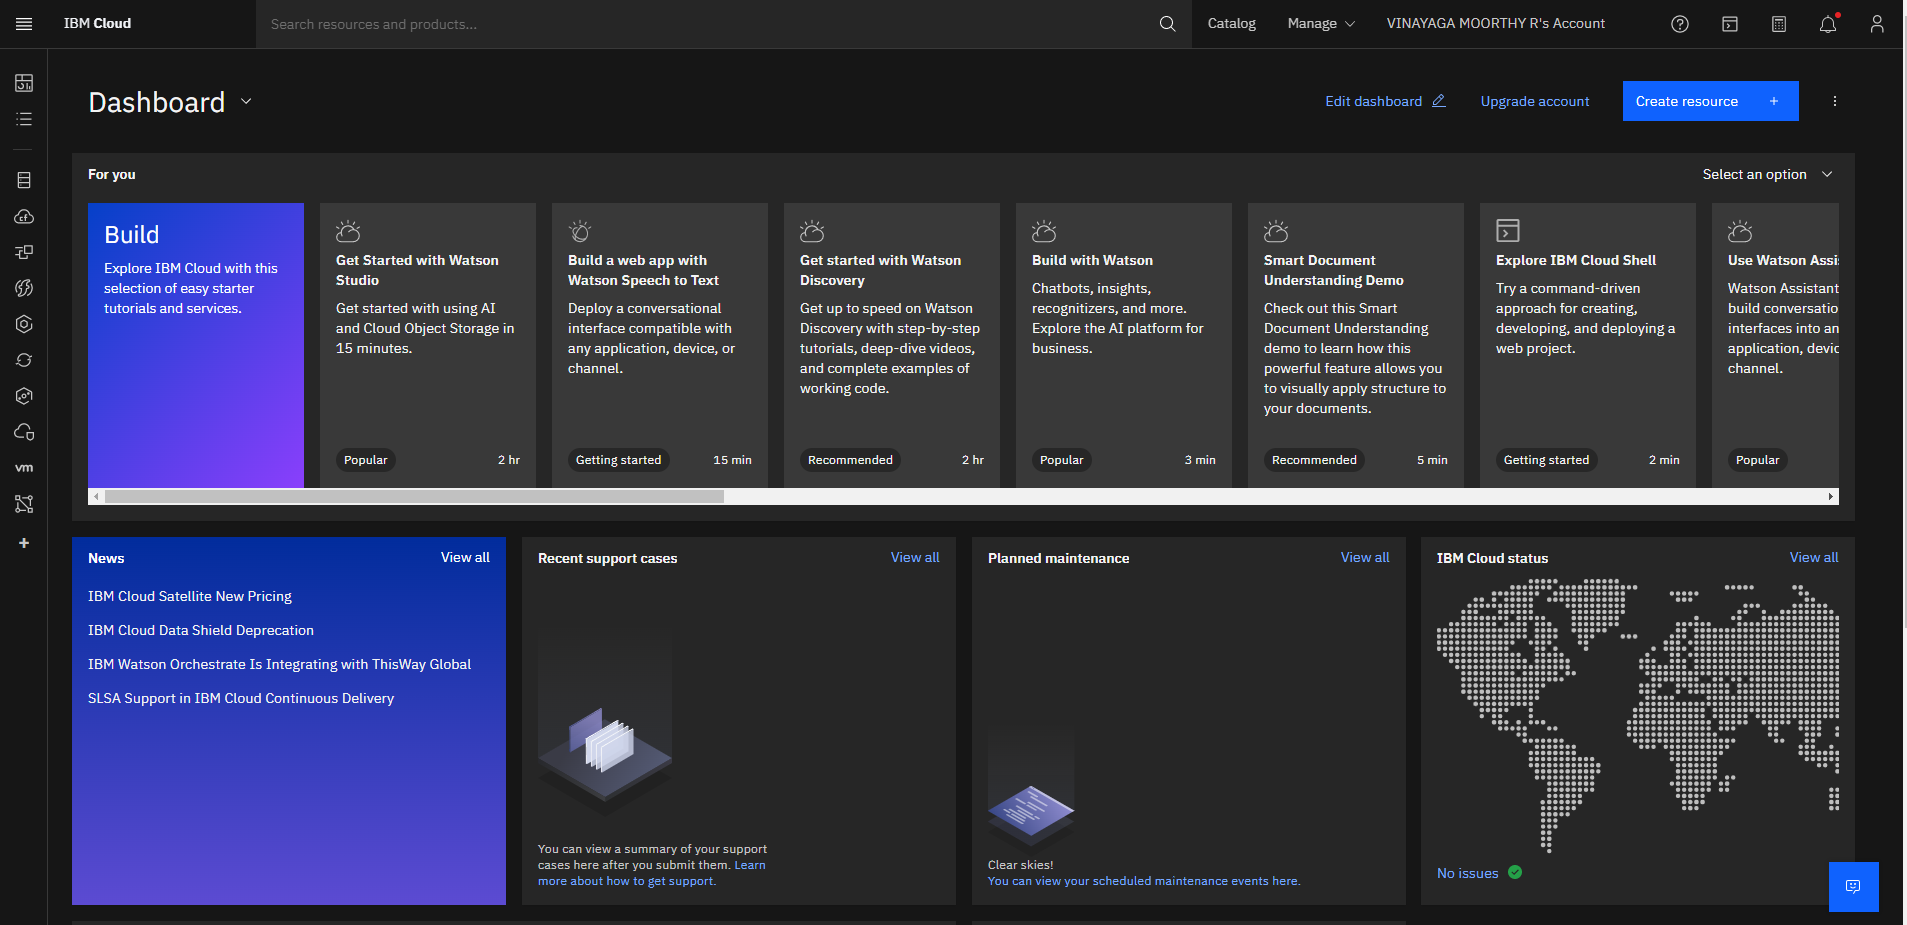 IBM Cloud
Search resources and products...
Catalog
Manage
VINAYAGA MOORTHY R's Account
Dashboard
Edit dashboard
Upgrade account
Create resource +
For you
Select an option
Build
Explore IBM Cloud with this
selection of easy starter
tutorials and services.
Get Started with Watson
Studio
Get started with using AI
and Cloud Object Storage in
15 minutes.
Popular
2 hr
Build a web app with
Watson Speech to Text
Deploy a conversational
interface compatible with
any application, device, or
channel.
Getting started
15 min
Get started with Watson
Discovery
Get up to speed on Watson
Discovery with step-by-step
tutorials, deep-dive videos,
and complete examples of
working code.
Recommended
2 hr
Build with Watson
Chatbots, insights,
recognitizers, and more.
Explore the AI platform for
business.
Popular
3 min
Smart Document
Understanding Demo
Check out this Smart
Document Understanding
demo to learn how this
powerful feature allows you
to visually apply structure to
your documents.
Recommended
5 min
Explore IBM Cloud Shell
Try a command-driven
approach for creating,
developing, and deploying a
web project.
Getting started
2 min
Use Watson Assi
Watson Assistant
build conversatio
interfaces into an
application, devic
channel.
Popular
vm
News
View all
IBM Cloud Satellite New Pricing
IBM Cloud Data Shield Deprecation
IBM Watson Orchestrate Is Integrating with ThisWay Global
SLSA Support in IBM Cloud Continuous Delivery
Recent support cases
View all
You can view a summary of your support
cases here after you submit them. Learn
more about how to get support.
Planned maintenance
View all
Clear skies!
You can view your scheduled maintenance events here.
IBM Cloud status
View all
No issues